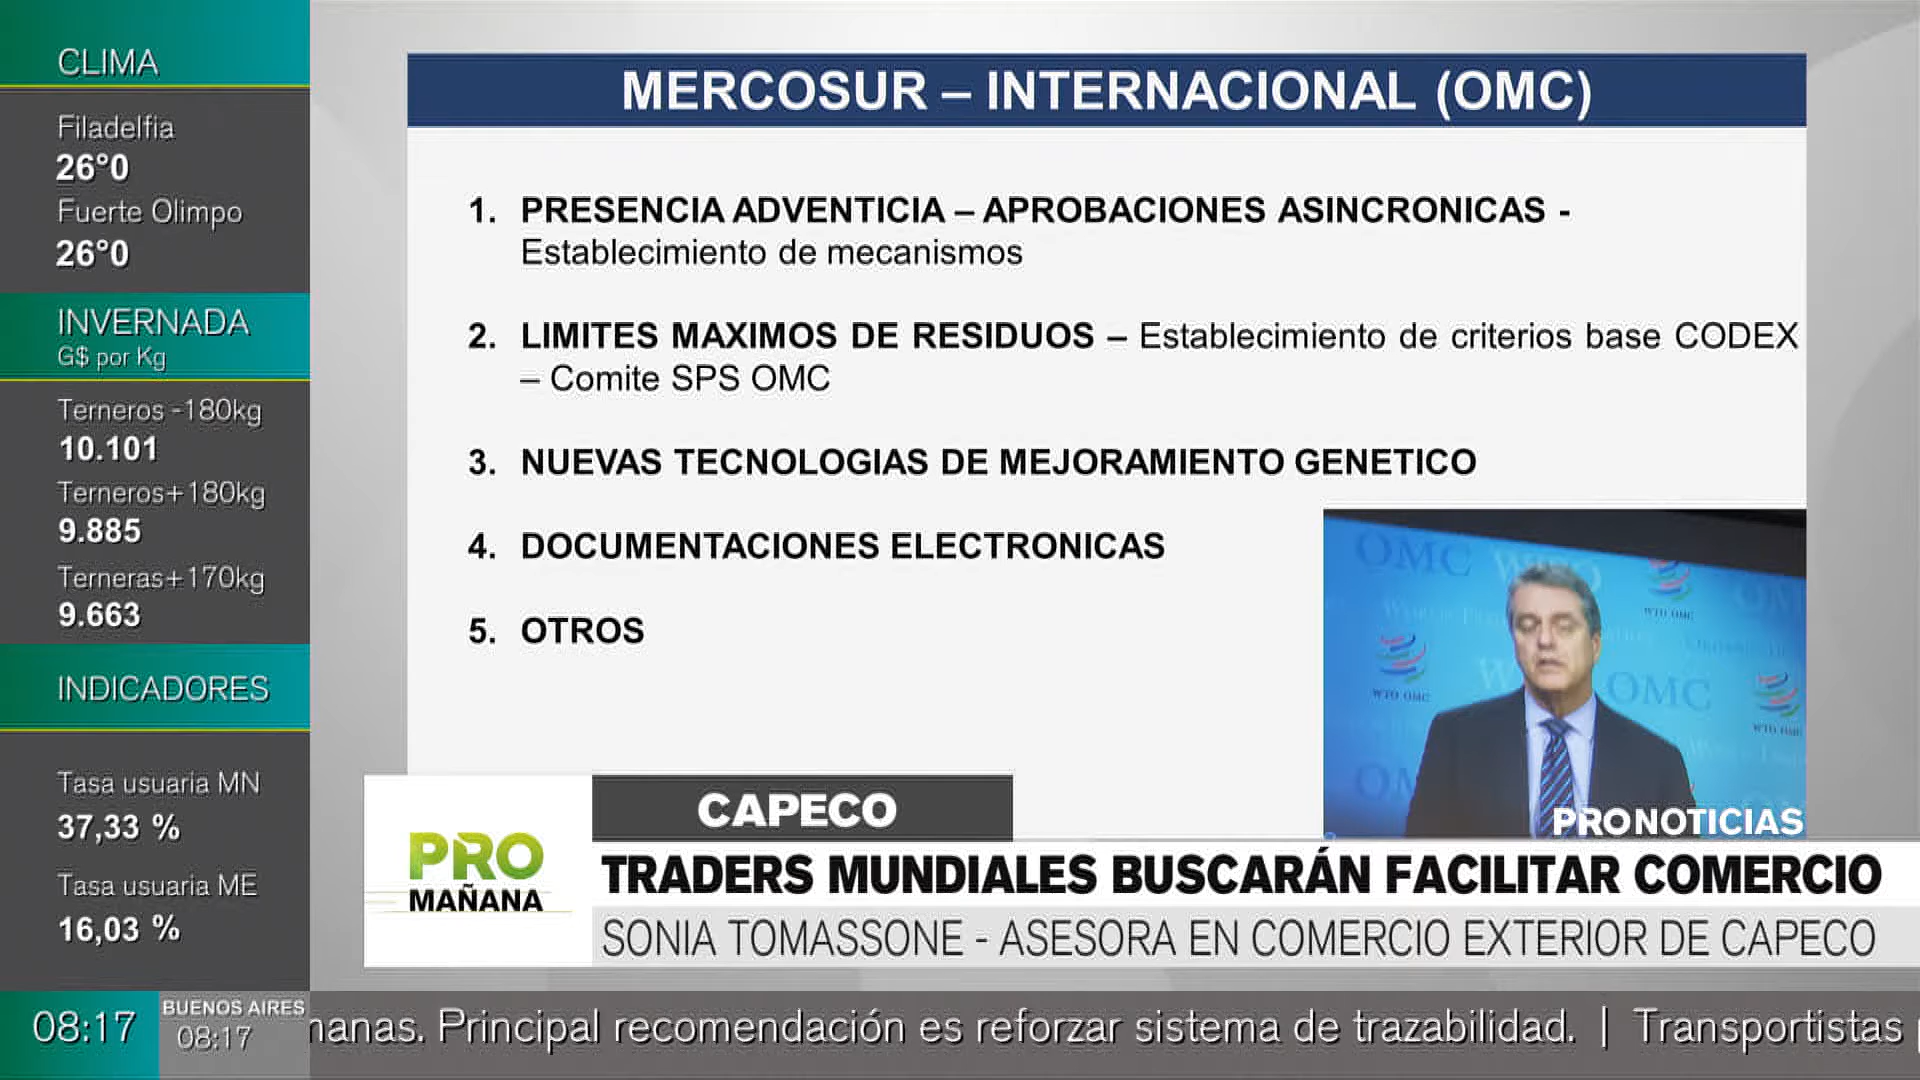 CLIMA
Filadelfia
26°0
Fuerte Olimpo
26°0
INVERNADA
G$ por Kg
Terneros -180kg
10.101
Terneros+180kg
9.885
Terneras+170kg
9.663
INDICADORES
Tasa usuaria MN
37,33 %
Tasa usuaria ME
16,03 %
08:17
BUENOS AIRES
08:17
MERCOSUR – INTERNACIONAL (OMC)
1. PRESENCIA ADVENTICIA – APROBACIONES ASINCRONICAS -
Establecimiento de mecanismos
2. LIMITES MAXIMOS DE RESIDUOS – Establecimiento de criterios base CODEX
– Comite SPS OMC
3. NUEVAS TECNOLOGIAS DE MEJORAMIENTO GENETICO
4. DOCUMENTACIONES ELECTRONICAS
5. OTROS
OMC WTO
WTO OMC
WTO OMC
OMC
WTO OMC
PRONOTICIAS
PRO
MAÑANA
CAPECO
TRADERS MUNDIALES BUSCARÁN FACILITAR COMERCIO
SONIA TOMASSONE - ASESORA EN COMERCIO EXTERIOR DE CAPECO
manas. Principal recomendación es reforzar sistema de trazabilidad. | Transportistas